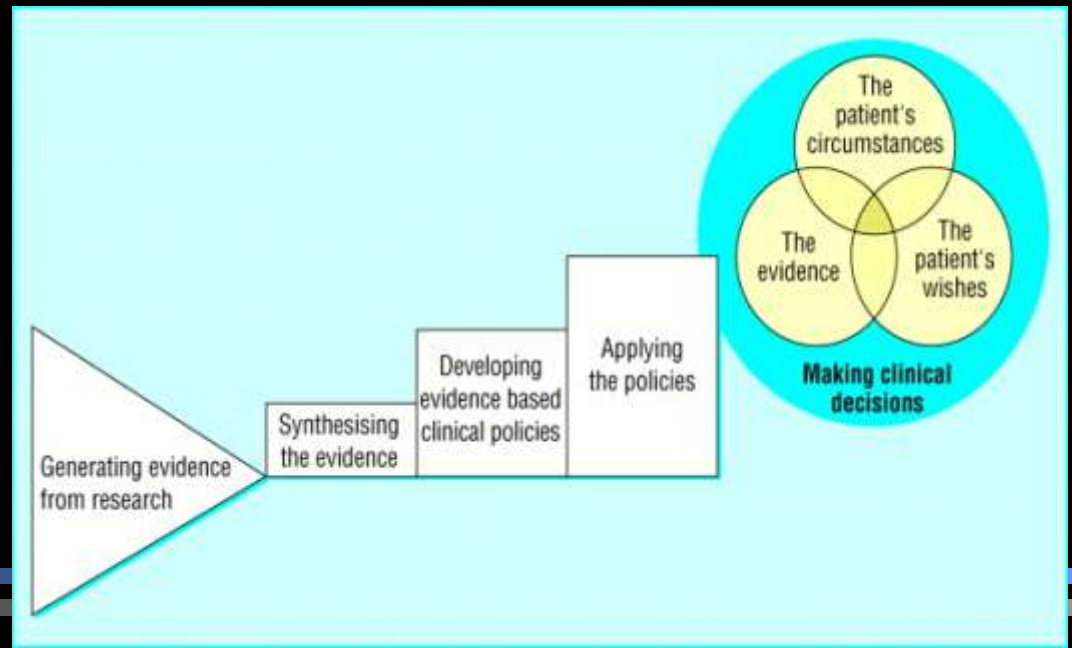 Generating evidence
from research
Synthesising
the evidence
Developing
evidence based
clinical policies
Applying
the policies
The
patient's
circumstances
The
evidence
The
patient's
wishes
Making clinical
decisions